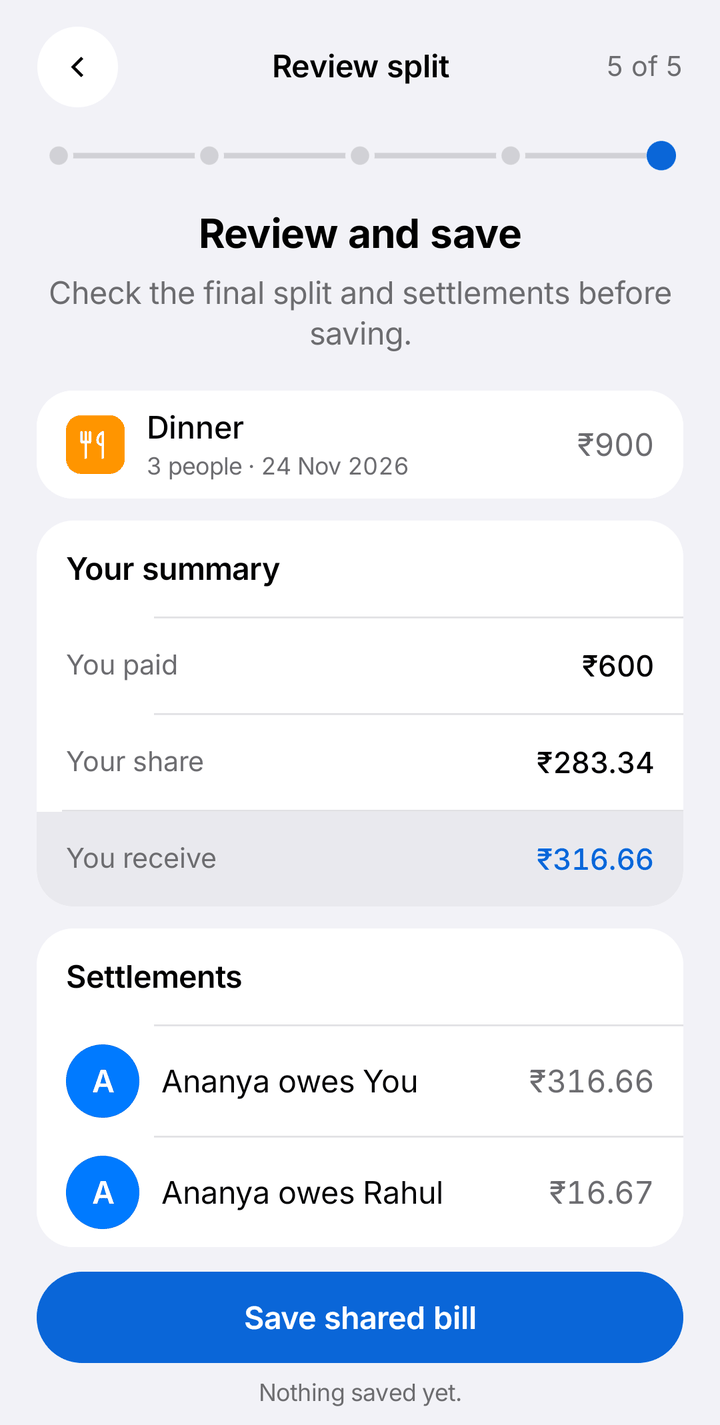 Review split
5 of 5
Review and save
Check the final split and settlements before
saving.
Dinner
₹900
3 people · 24 Nov 2026
Your summary
You paid
₹600
Your share
₹283.34
You receive
₹316.66
Settlements
A
Ananya owes You
₹316.66
A
Ananya owes Rahul
₹16.67
Save shared bill
Nothing saved yet.